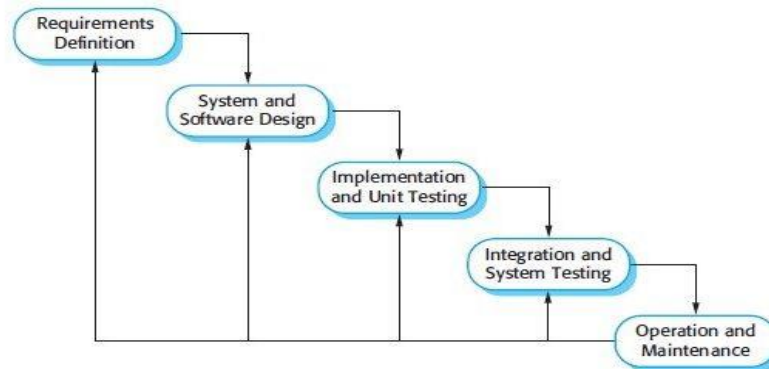 Requirements
Definition
System and
Software Design
Implementation
and Unit Testing
Integration and
System Testing
Operation and
Maintenance